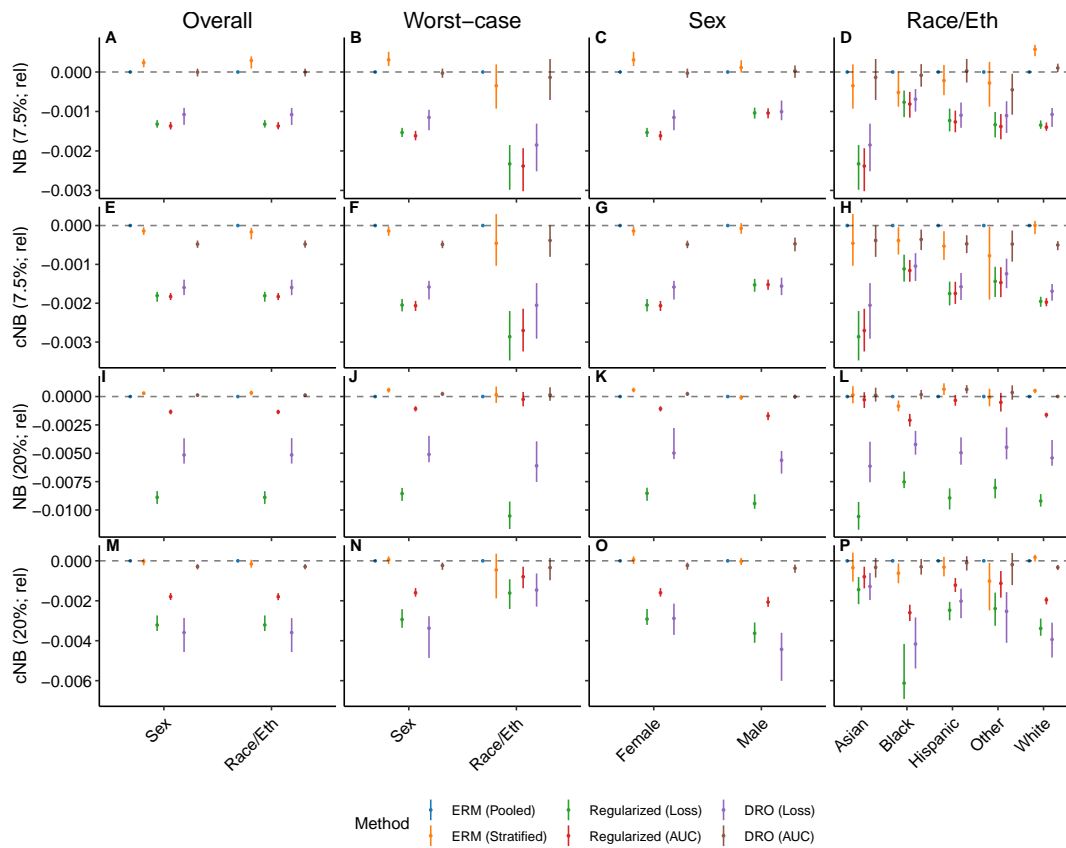 Overall Worst−case Sex Race/Eth
A B C D
NB (7.5%; rel)
0.000
−0.001
−0.002
−0.003
E F G H
cNB (7.5%; rel)
0.000
−0.001
−0.002
−0.003
I J K L
NB (20%; rel)
0.0000
−0.0025
−0.0050
−0.0075
−0.0100
M N O P
cNB (20%; rel)
0.000
−0.002
−0.004
−0.006
Sex Race/Eth Sex Race/Eth Female Male Asian Black Hispanic Other White
Method
ERM (Pooled) Regularized (Loss) DRO (Loss)
ERM (Stratified) Regularized (AUC) DRO (AUC)